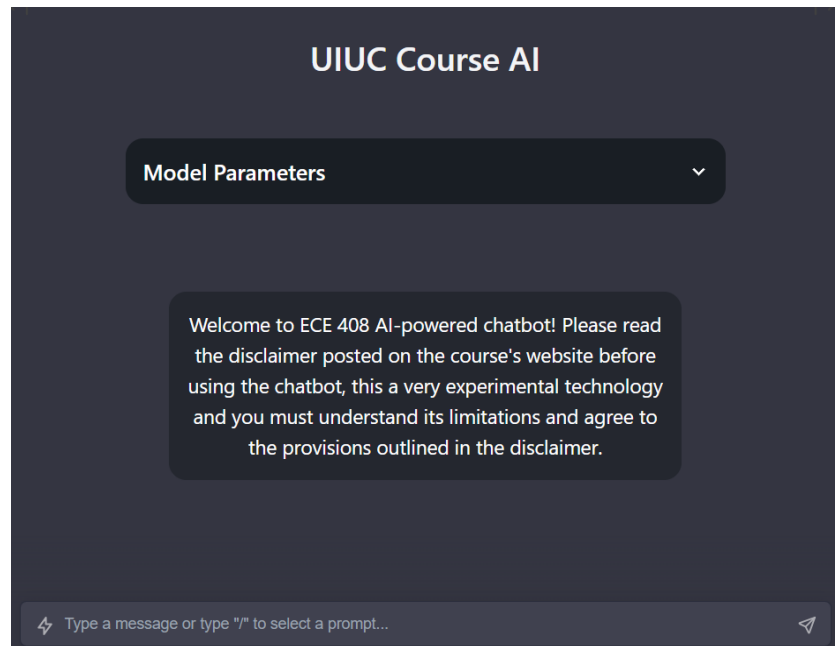 UIUC Course AI
Model Parameters
Welcome to ECE 408 AI-powered chatbot! Please read
the disclaimer posted on the course's website before
using the chatbot, this a very experimental technology
and you must understand its limitations and agree to
the provisions outlined in the disclaimer.
Type a message or type "/" to select a prompt...